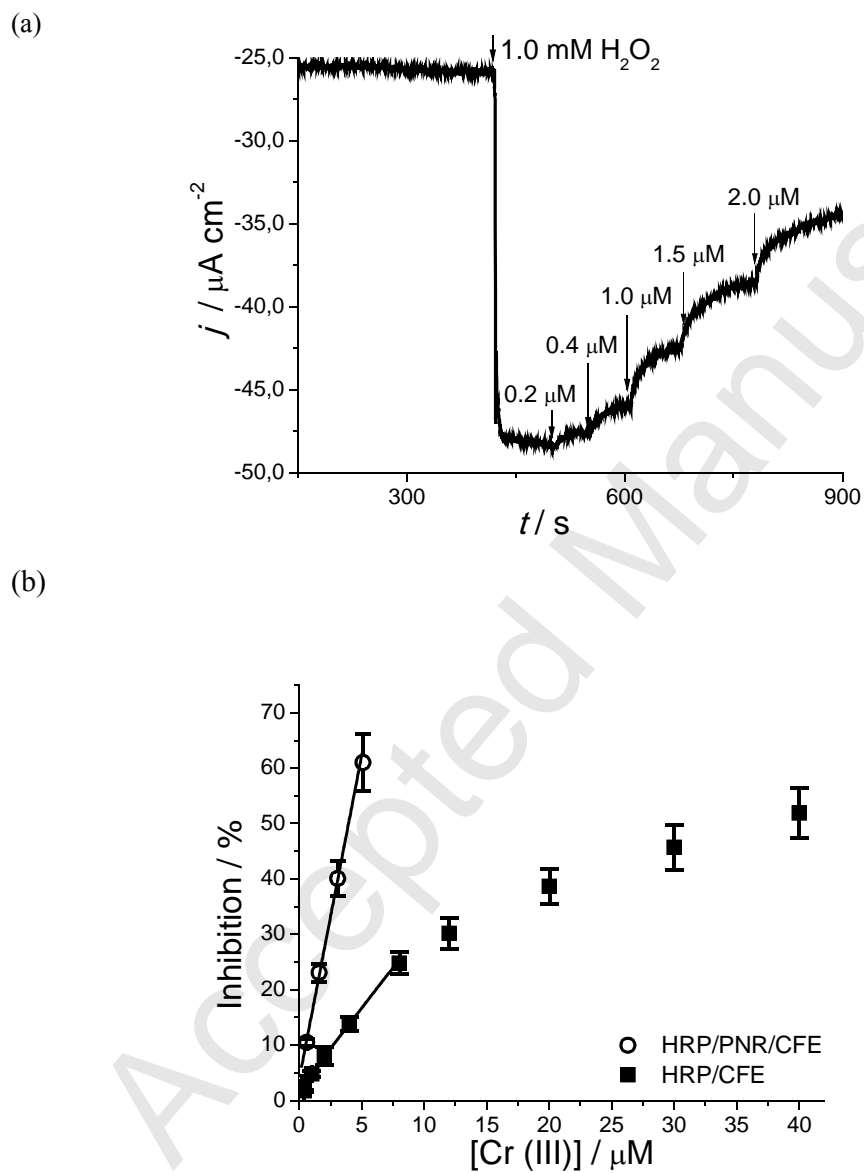 (a)
-25,0
-30,0
-35,0
-40,0
-45,0
-50,0
j / μA cm⁻²
1.0 mM H₂O₂
0.2 μM
0.4 μM
1.0 μM
1.5 μM
2.0 μM
300 600 900
t / s
(b)
70
60
50
40
30
20
10
0
Inhibition / %
HRP/PNR/CFE
HRP/CFE
0 5 10 15 20 25 30 35 40
[Cr (III)] / μM
Accepted Manus